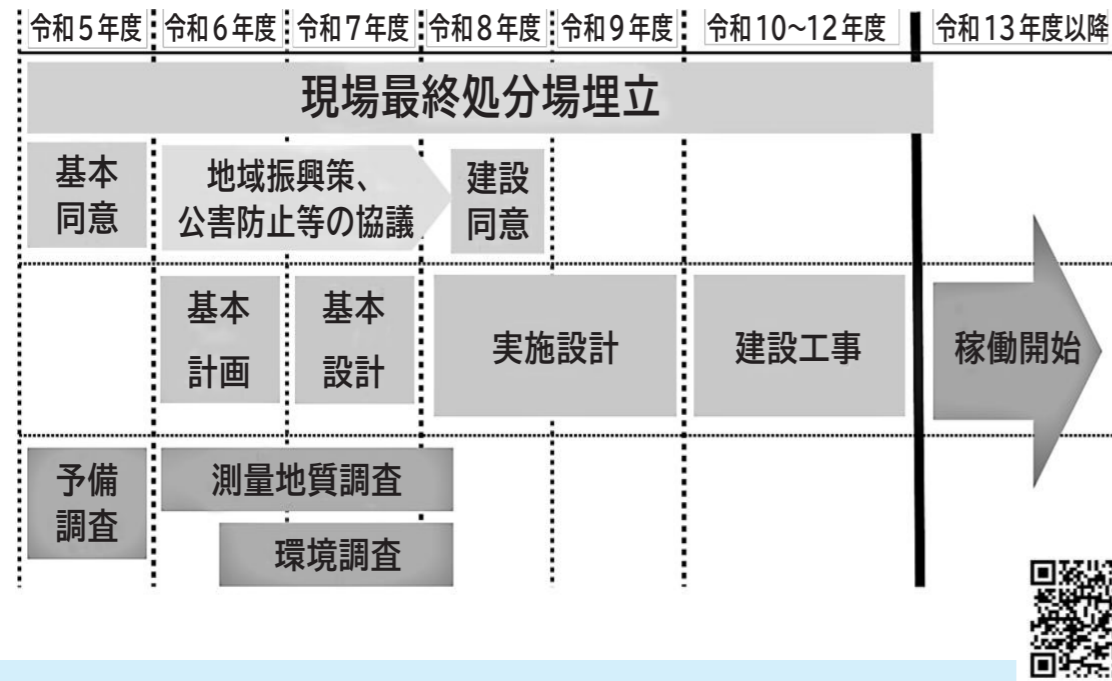 令和5年度 令和6年度 令和7年度 令和8年度 令和9年度 令和10~12年度 令和13年度以降
現場最終処分場埋立
基本
同意
地域振興策、
公害防止等の協議
建設
同意
基本
計画
基本
設計
実施設計
建設工事
稼働開始
予備
調査
測量地質調査
環境調査